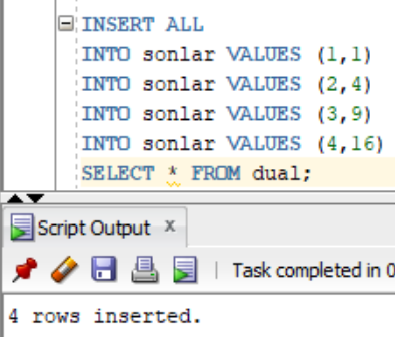 INSERT ALL
INTO sonlar VALUES (1,1)
INTO sonlar VALUES (2,4)
INTO sonlar VALUES (3,9)
INTO sonlar VALUES (4,16)
SELECT * FROM dual;
Script Output x
Task completed in 0
4 rows inserted.